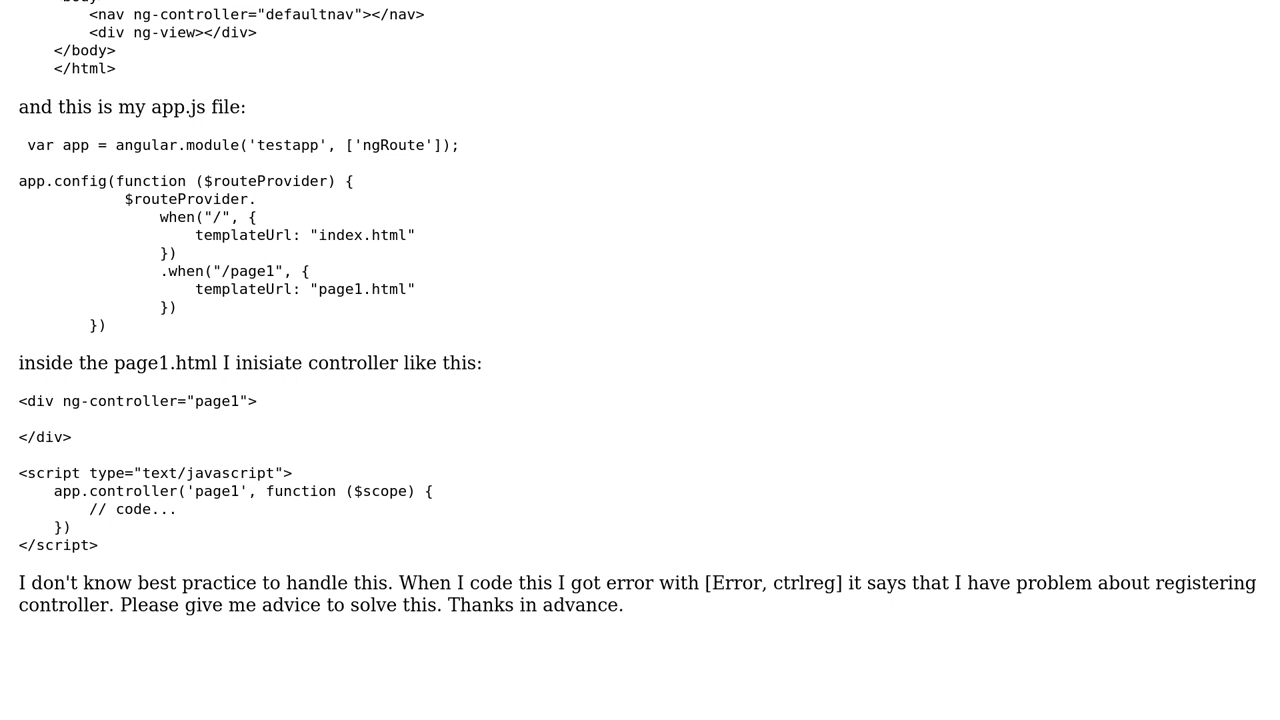 <nav ng-controller="defaultnav"></nav>
<div ng-view></div>
</body>
</html>
and this is my app.js file:
var app = angular.module('testapp', ['ngRoute']);
app.config(function ($routeProvider) {
$routeProvider.
when("/", {
templateUrl: "index.html"
})
.when("/page1", {
templateUrl: "page1.html"
})
})
inside the page1.html I inisiate controller like this:
<div ng-controller="page1">
</div>
<script type="text/javascript">
app.controller('page1', function ($scope) {
// code...
})
</script>
I don't know best practice to handle this. When I code this I got error with [Error, ctrlreg] it says that I have problem about registering
controller. Please give me advice to solve this. Thanks in advance.